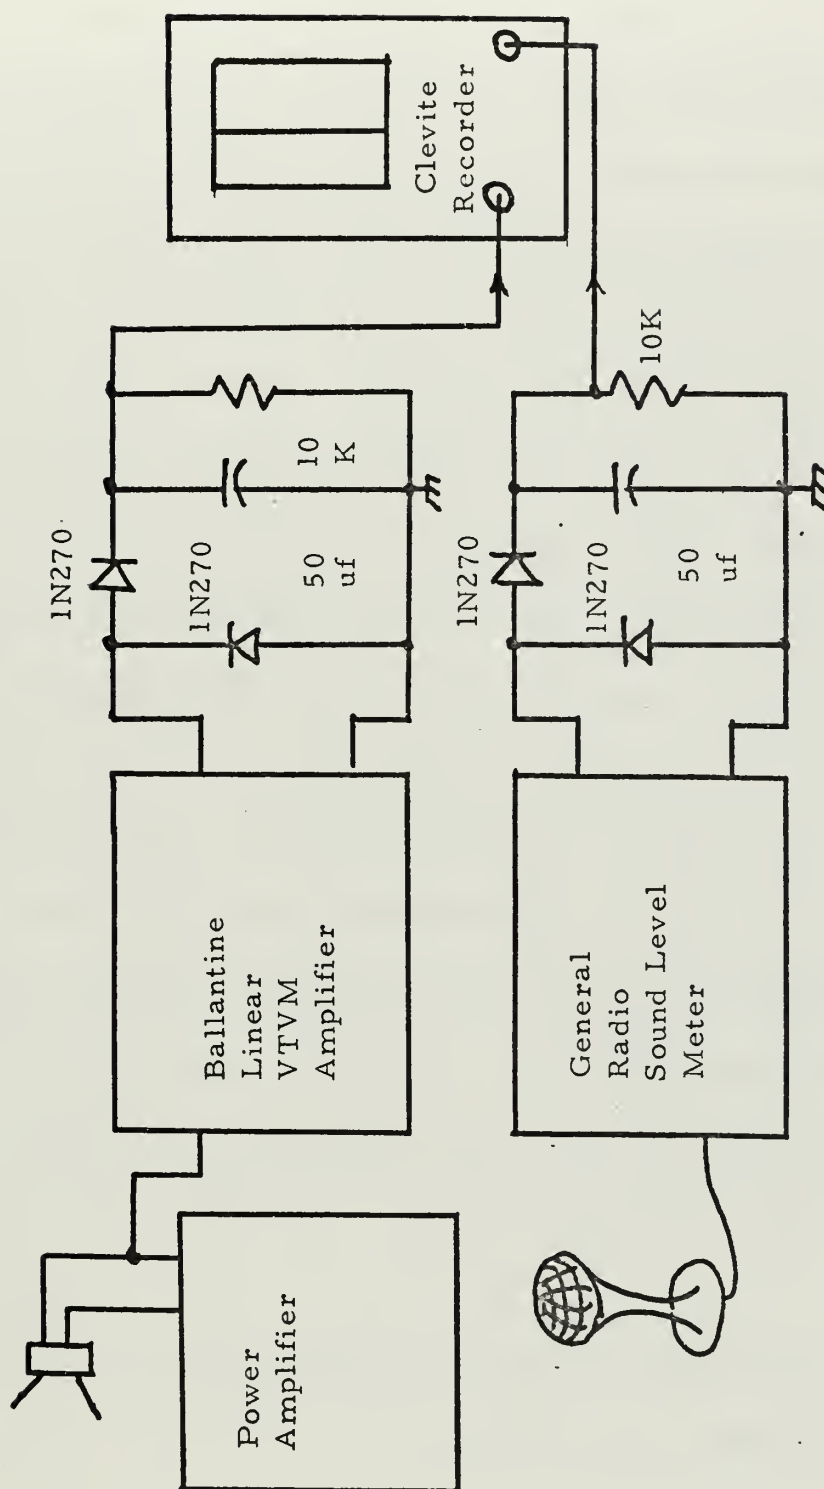 Clevite
Recorder
1N270
1N270
50
uf
10
K
1N270
1N270
50
uf
10K
Ballantine
Linear
VTVM
Amplifier
General
Radio
Sound Level
Meter
Power
Amplifier